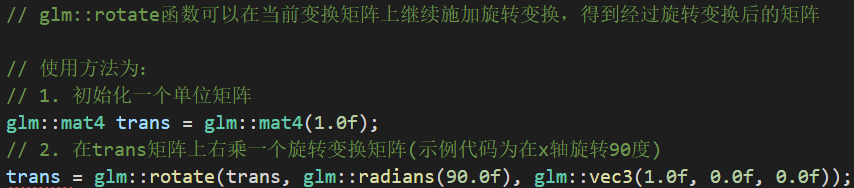 // glm::rotate函数可以在当前变换矩阵上继续施加旋转变换，得到经过旋转变换后的矩阵
// 使用方法为：
// 1. 初始化一个单位矩阵
glm::mat4 trans = glm::mat4(1.0f);
// 2. 在trans矩阵上右乘一个旋转变换矩阵(示例代码为在x轴旋转90度)
trans = glm::rotate(trans, glm::radians(90.0f), glm::vec3(1.0f, 0.0f, 0.0f));